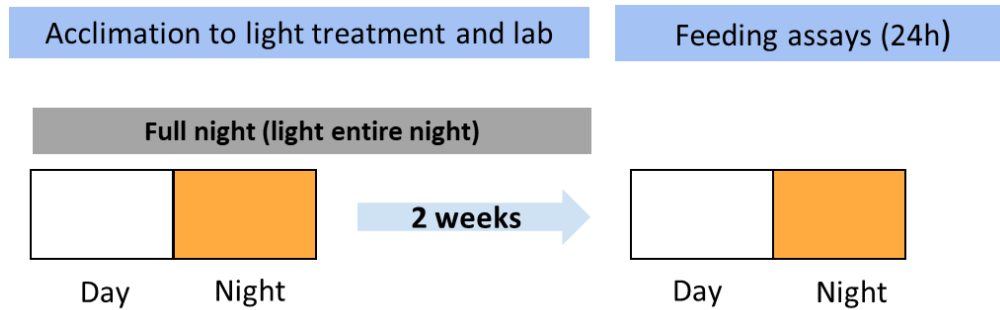 Acclimation to light treatment and lab
Feeding assays (24h)
Full night (light entire night)
2 weeks
Day
Night
Day
Night